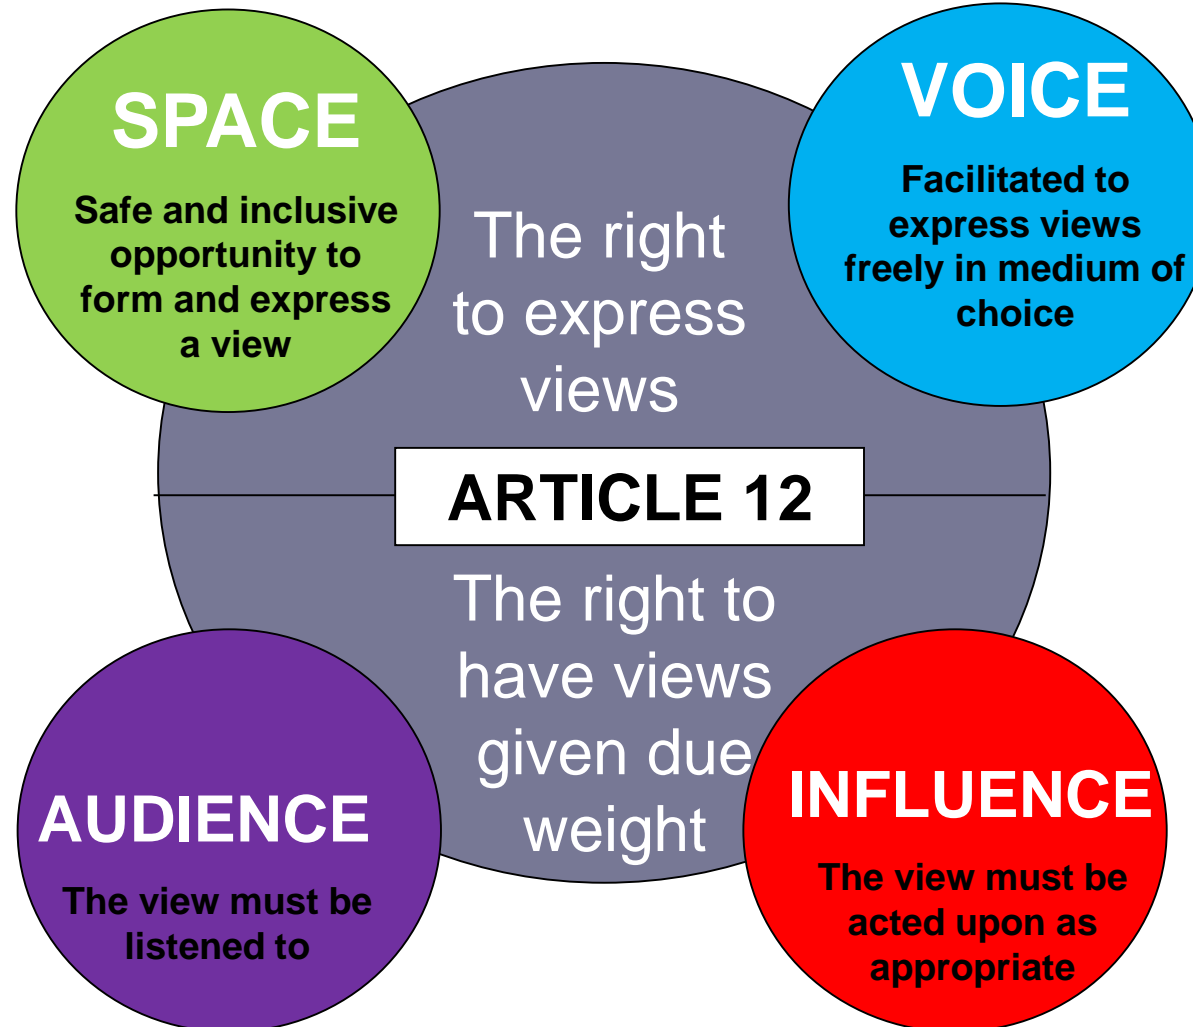 SPACE
Safe and inclusive
opportunity to
form and express
a view
VOICE
Facilitated to
express views
freely in medium of
choice
The right
to express
views
ARTICLE 12
The right to
have views
given due
weight
AUDIENCE
The view must be
listened to
INFLUENCE
The view must be
acted upon as
appropriate